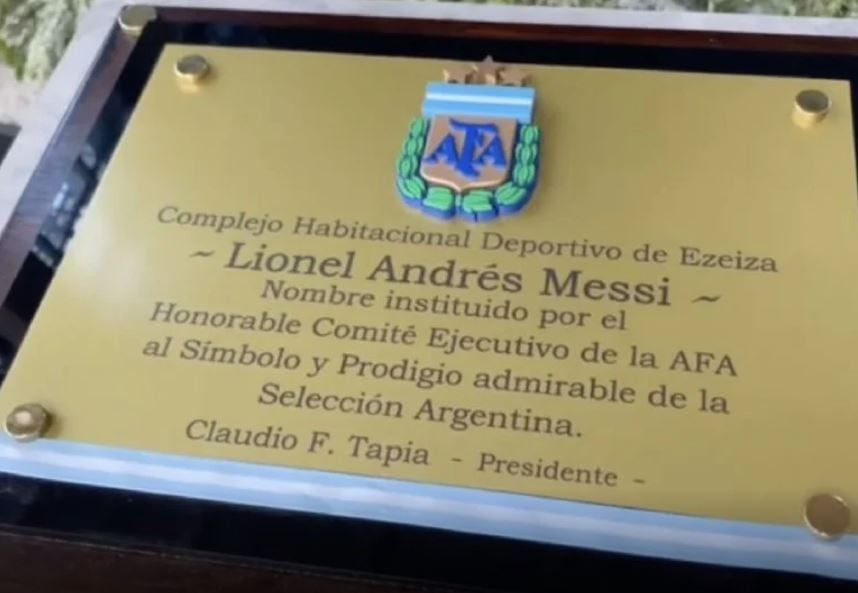 AFA
Complejo Habitacional Deportivo de Ezeiza
~ Lionel Andrés Messi ~
Nombre instituido por el
Honorable Comité Ejecutivo de la AFA
al Símbolo y Prodigio admirable de la
Selección Argentina.
Claudio F. Tapia - Presidente -